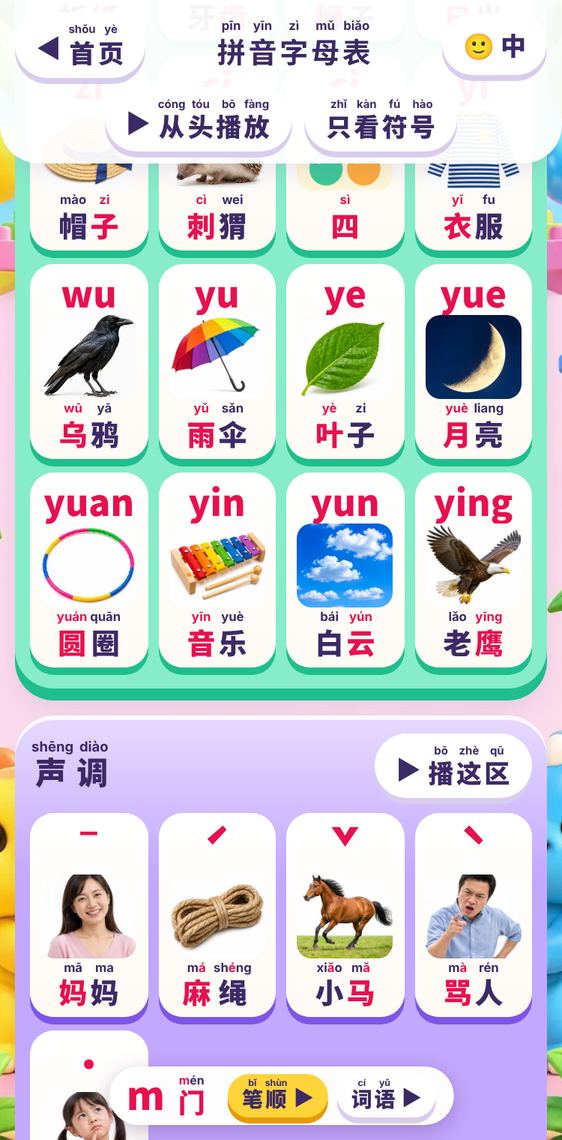 shǒu yè
◀ 首页
pīn yīn zì mǔ biǎo
拼音字母表
🙂 中
cóng tóu bō fàng
▶ 从头播放
zhǐ kàn fú hào
只看符号
mào zi
帽子
cì wei
刺猬
sì
四
yī fu
衣服
wu
wū yā
乌鸦
yu
yǔ sǎn
雨伞
ye
yè zi
叶子
yue
yuè liang
月亮
yuan
yuán quān
圆圈
yin
yīn yuè
音乐
yun
bái yún
白云
ying
lǎo yīng
老鹰
shēng diào
声调
bō zhè qū
▶ 播这区
ˉ
mā ma
妈妈
ˊ
má shéng
麻绳
ˇ
xiǎo mǎ
小马
ˋ
mà rén
骂人
m
mén
门
bǐ shùn
笔顺 ▶
cí yǔ
词语 ▶